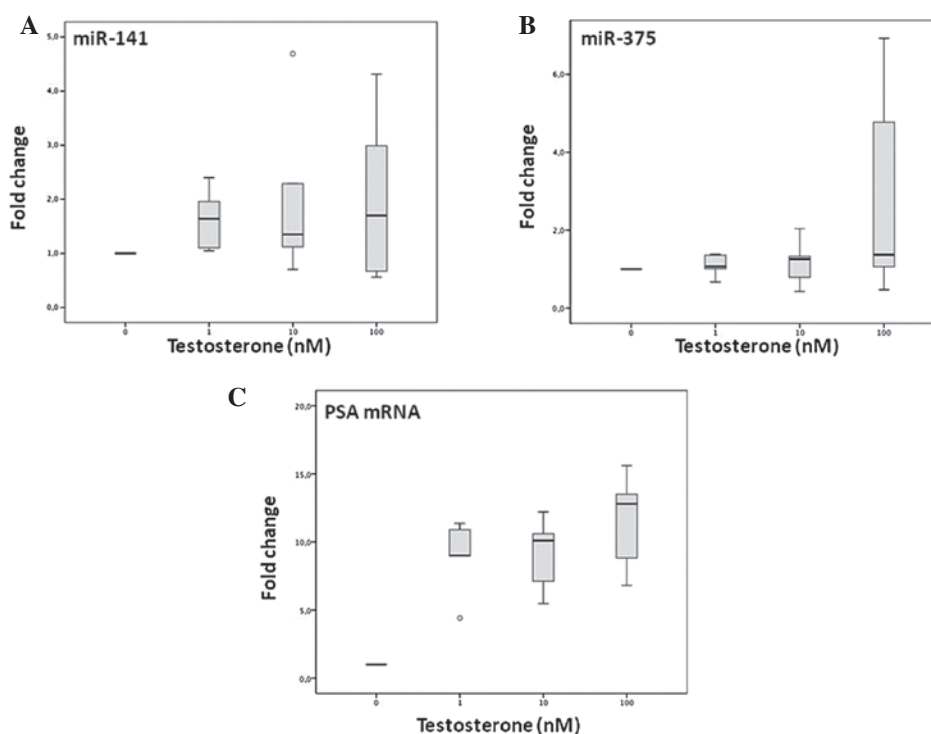 A
miR-141
Fold change
5,0
4,0
3,0
2,0
1,0
0,0
0
1
10
100
Testosterone (nM)
B
miR-375
Fold change
6,0
4,0
2,0
0,0
0
1
10
100
Testosterone (nM)
C
PSA mRNA
Fold change
20,0
15,0
10,0
5,0
0,0
0
1
10
100
Testosterone (nM)